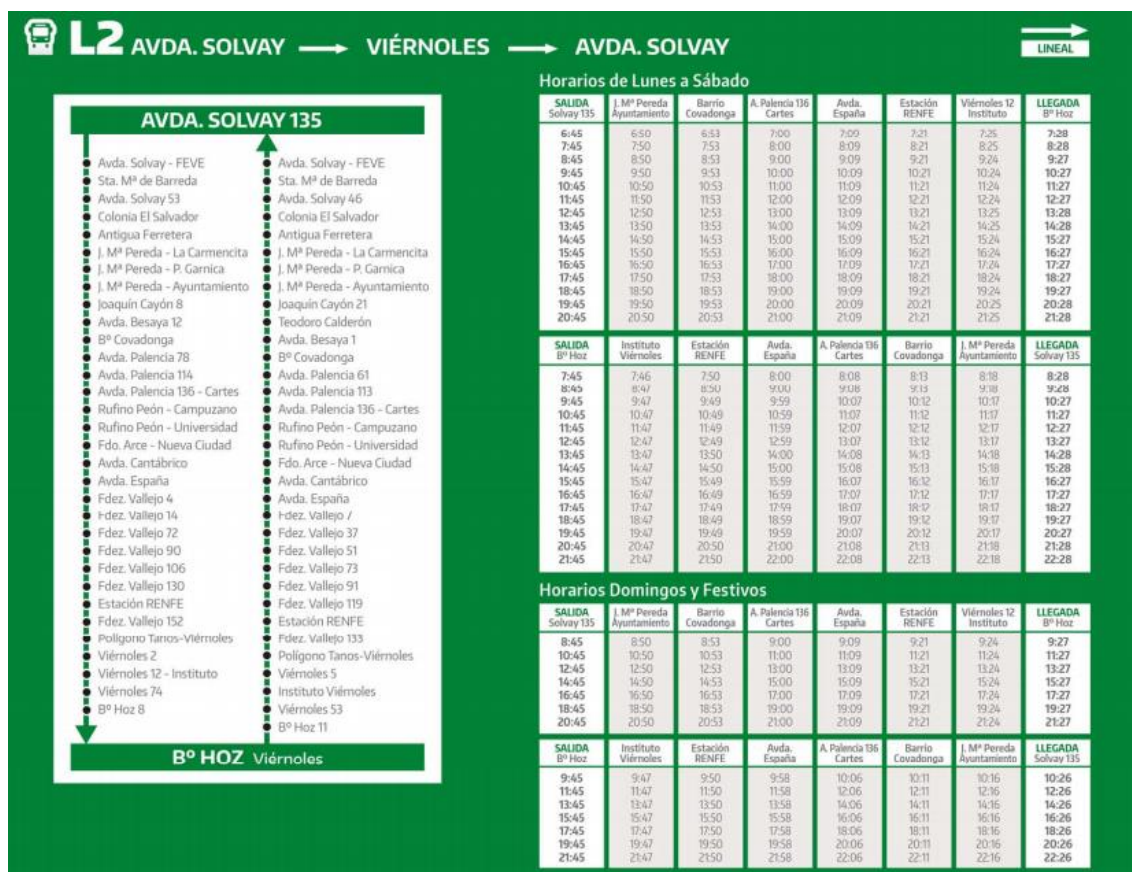 L2 AVDA. SOLVAY → VIÉRNOLES → AVDA. SOLVAY
LINEAL
AVDA. SOLVAY 135
Avda. Solvay - FEVE
Sta. Mª de Barreda
Avda. Solvay 53
Colonia El Salvador
Antigua Ferretera
J. Mª Pereda - La Carmencita
J. Mª Pereda - P. Garnica
J. Mª Pereda - Ayuntamiento
Joaquín Cayón 8
Avda. Besaya 12
Bº Covadonga
Avda. Palencia 78
Avda. Palencia 114
Avda. Palencia 136 - Cartes
Rufino Peón - Campuzano
Rufino Peón - Universidad
Fdo. Arce - Nueva Ciudad
Avda. Cantábrico
Avda. España
Fdez. Vallejo 4
Fdez. Vallejo 14
Fdez. Vallejo 72
Fdez. Vallejo 90
Fdez. Vallejo 106
Fdez. Vallejo 130
Estación RENFE
Fdez. Vallejo 152
Polígono Tanos-Viérnoles
Viérnoles 2
Viérnoles 12 - Instituto
Viérnoles 74
Bº Hoz 8
Avda. Solvay - FEVE
Sta. Mª de Barreda
Avda. Solvay 46
Colonia El Salvador
Antigua Ferretera
J. Mª Pereda - La Carmencita
J. Mª Pereda - P. Garnica
J. Mª Pereda - Ayuntamiento
Joaquín Cayón 21
Teodoro Calderón
Avda. Besaya 1
Bº Covadonga
Avda. Palencia 61
Avda. Palencia 113
Avda. Palencia 136 - Cartes
Rufino Peón - Campuzano
Rufino Peón - Universidad
Fdo. Arce - Nueva Ciudad
Avda. Cantábrico
Avda. España
Fdez. Vallejo 7
Fdez. Vallejo 37
Fdez. Vallejo 51
Fdez. Vallejo 73
Fdez. Vallejo 91
Fdez. Vallejo 119
Estación RENFE
Fdez. Vallejo 133
Polígono Tanos-Viérnoles
Viérnoles 5
Instituto Viérnoles
Viérnoles 53
Bº Hoz 11
Bº HOZ Viérnoles
Horarios de Lunes a Sábado
SALIDA J. Mª Pereda Barrio A. Palencia 136 Avda. Estación Viérnoles 12 LLEGADA
Solvay 135 Ayuntamiento Covadonga Cartes España RENFE Instituto Bº Hoz
6:45 6:50 6:53 7:00 7:09 7:21 7:25 7:28
7:45 7:50 7:53 8:00 8:09 8:21 8:25 8:28
8:45 8:50 8:53 9:00 9:09 9:21 9:24 9:27
9:45 9:50 9:53 10:00 10:09 10:21 10:24 10:27
10:45 10:50 10:53 11:00 11:09 11:21 11:24 11:27
11:45 11:50 11:53 12:00 12:09 12:21 12:24 12:27
12:45 12:50 12:53 13:00 13:09 13:21 13:25 13:28
13:45 13:50 13:53 14:00 14:09 14:21 14:25 14:28
14:45 14:50 14:53 15:00 15:09 15:21 15:24 15:27
15:45 15:50 15:53 16:00 16:09 16:21 16:24 16:27
16:45 16:50 16:53 17:00 17:09 17:21 17:24 17:27
17:45 17:50 17:53 18:00 18:09 18:21 18:24 18:27
18:45 18:50 18:53 19:00 19:09 19:21 19:24 19:27
19:45 19:50 19:53 20:00 20:09 20:21 20:25 20:28
20:45 20:50 20:53 21:00 21:09 21:21 21:25 21:28
SALIDA Instituto Estación Avda. A. Palencia 136 Barrio J. Mª Pereda LLEGADA
Bº Hoz Viérnoles RENFE España Cartes Covadonga Ayuntamiento Solvay 135
7:45 7:46 7:50 8:00 8:08 8:13 8:18 8:28
8:45 8:47 8:50 9:00 9:08 9:13 9:18 9:28
9:45 9:47 9:49 9:59 10:07 10:12 10:17 10:27
10:45 10:47 10:49 10:59 11:07 11:12 11:17 11:27
11:45 11:47 11:49 11:59 12:07 12:12 12:17 12:27
12:45 12:47 12:49 12:59 13:07 13:12 13:17 13:27
13:45 13:47 13:50 14:00 14:08 14:13 14:18 14:28
14:45 14:47 14:50 15:00 15:08 15:13 15:18 15:28
15:45 15:47 15:49 15:59 16:07 16:12 16:17 16:27
16:45 16:47 16:49 16:59 17:07 17:12 17:17 17:27
17:45 17:47 17:49 17:59 18:07 18:12 18:17 18:27
18:45 18:47 18:49 18:59 19:07 19:12 19:17 19:27
19:45 19:47 19:49 19:59 20:07 20:12 20:17 20:27
20:45 20:47 20:50 21:00 21:08 21:13 21:18 21:28
21:45 21:47 21:50 22:00 22:08 22:13 22:18 22:28
Horarios Domingos y Festivos
SALIDA J. Mª Pereda Barrio A. Palencia 136 Avda. Estación Viérnoles 12 LLEGADA
Solvay 135 Ayuntamiento Covadonga Cartes España RENFE Instituto Bº Hoz
8:45 8:50 8:53 9:00 9:09 9:21 9:24 9:27
10:45 10:50 10:53 11:00 11:09 11:21 11:24 11:27
12:45 12:50 12:53 13:00 13:09 13:21 13:24 13:27
14:45 14:50 14:53 15:00 15:09 15:21 15:24 15:27
16:45 16:50 16:53 17:00 17:09 17:21 17:24 17:27
18:45 18:50 18:53 19:00 19:09 19:21 19:24 19:27
20:45 20:50 20:53 21:00 21:09 21:21 21:24 21:27
SALIDA Instituto Estación Avda. A. Palencia 136 Barrio J. Mª Pereda LLEGADA
Bº Hoz Viérnoles RENFE España Cartes Covadonga Ayuntamiento Solvay 135
9:45 9:47 9:50 9:58 10:06 10:11 10:16 10:26
11:45 11:47 11:50 11:58 12:06 12:11 12:16 12:26
13:45 13:47 13:50 13:58 14:06 14:11 14:16 14:26
15:45 15:47 15:50 15:58 16:06 16:11 16:16 16:26
17:45 17:47 17:50 17:58 18:06 18:11 18:16 18:26
19:45 19:47 19:50 19:58 20:06 20:11 20:16 20:26
21:45 21:47 21:50 21:58 22:06 22:11 22:16 22:26